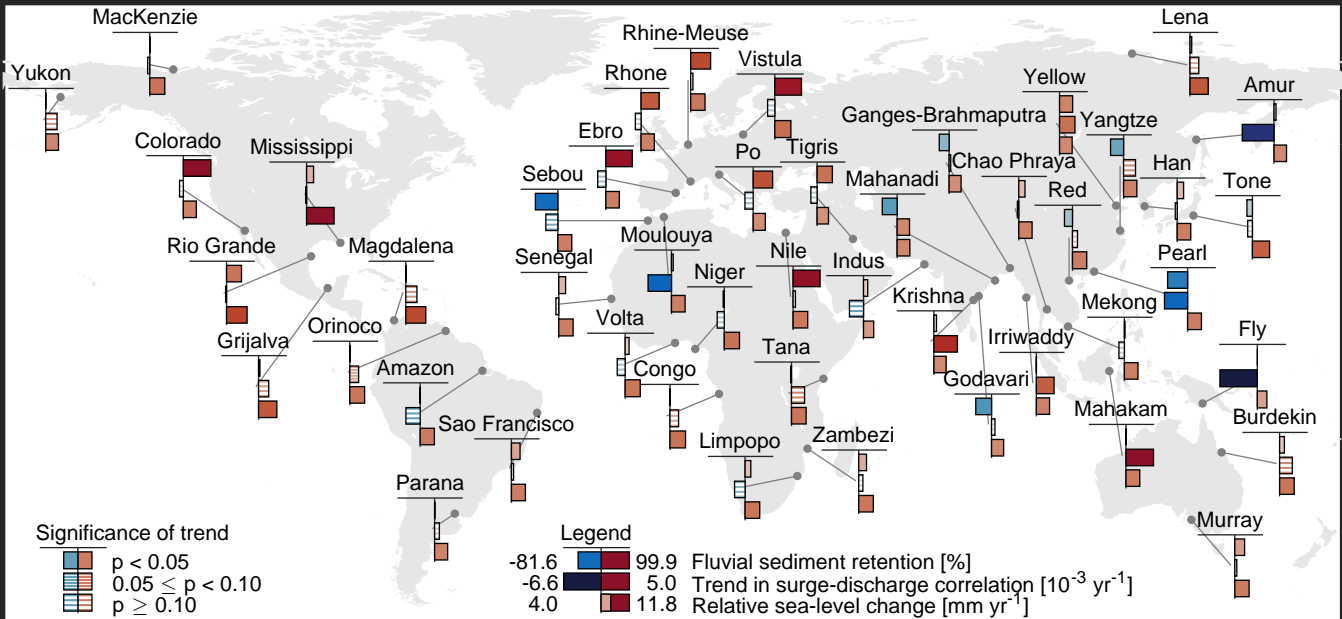 MacKenzie
Lena
Rhine-Meuse
Yukon
Rhone
Vistula
Yellow
Amur
Ganges-Brahmaputra
Yangtze
Colorado
Mississippi
Ebro
Po
Tigris
Chao Phraya
Han
Sebou
Mahanadi
Red
Tone
Rio Grande
Magdalena
Moulouya
Senegal
Niger
Nile
Indus
Pearl
Krishna
Mekong
Grijalva
Orinoco
Volta
Irriwaddy
Fly
Amazon
Congo
Tana
Godavari
Sao Francisco
Limpopo
Zambezi
Mahakam
Burdekin
Parana
Murray
Significance of trend
p < 0.05
0.05 ≤ p < 0.10
p ≥ 0.10
Legend
-81.6 99.9 Fluvial sediment retention [%]
-6.6 5.0 Trend in surge-discharge correlation [10⁻³ yr⁻¹]
4.0 11.8 Relative sea-level change [mm yr⁻¹]